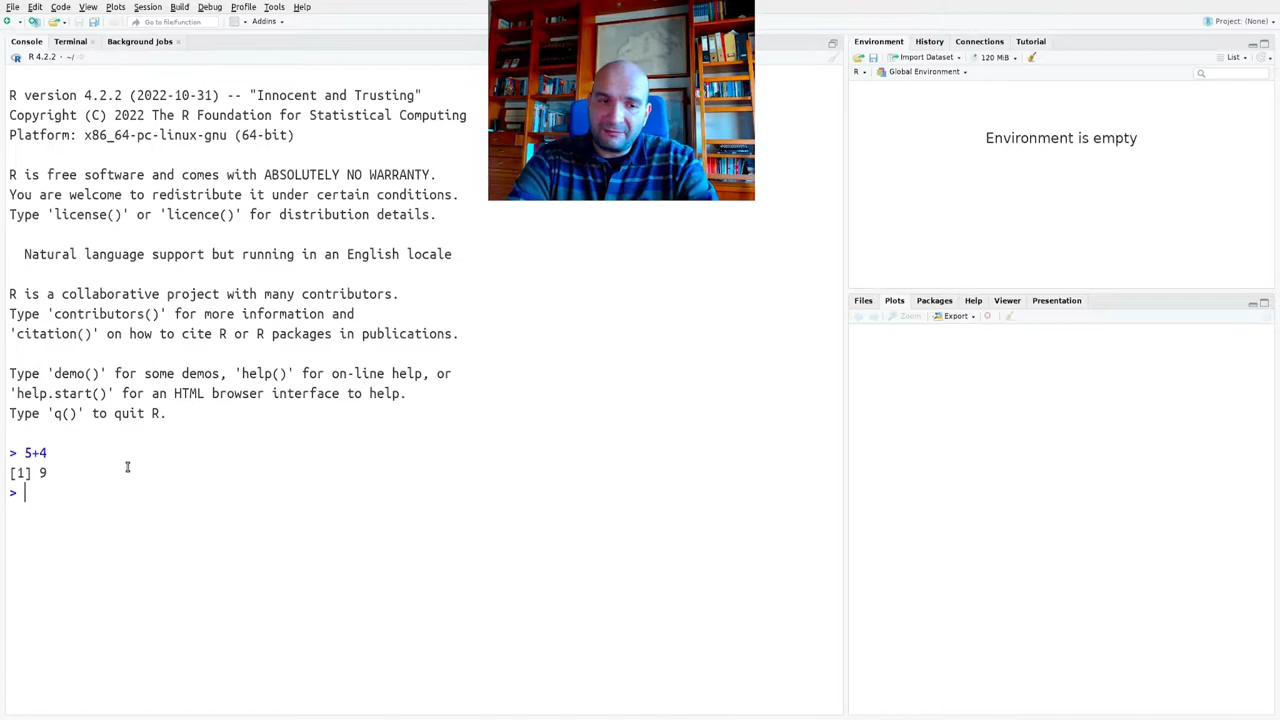 File Edit Code View Plots Session Build Debug Profile Tools Help
Go to file/function Addins Project: (None)
Console Terminal Background Jobs
R 4.2.2 · ~/
R version 4.2.2 (2022-10-31) -- "Innocent and Trusting"
Copyright (C) 2022 The R Foundation for Statistical Computing
Platform: x86_64-pc-linux-gnu (64-bit)
R is free software and comes with ABSOLUTELY NO WARRANTY.
You are welcome to redistribute it under certain conditions.
Type 'license()' or 'licence()' for distribution details.
Natural language support but running in an English locale
R is a collaborative project with many contributors.
Type 'contributors()' for more information and
'citation()' on how to cite R or R packages in publications.
Type 'demo()' for some demos, 'help()' for on-line help, or
'help.start()' for an HTML browser interface to help.
Type 'q()' to quit R.
> 5+4
[1] 9
>
Environment History Connections Tutorial
Import Dataset 120 MiB List
R Global Environment
Environment is empty
Files Plots Packages Help Viewer Presentation
Zoom Export